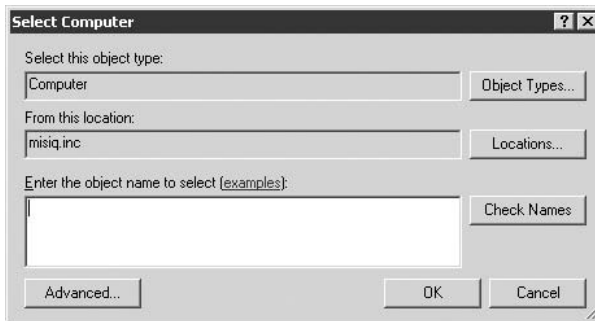 Select Computer
Select this object type:
Computer
Object Types...
From this location:
misiq.inc
Locations...
Enter the object name to select (examples):
Check Names
Advanced...
OK
Cancel